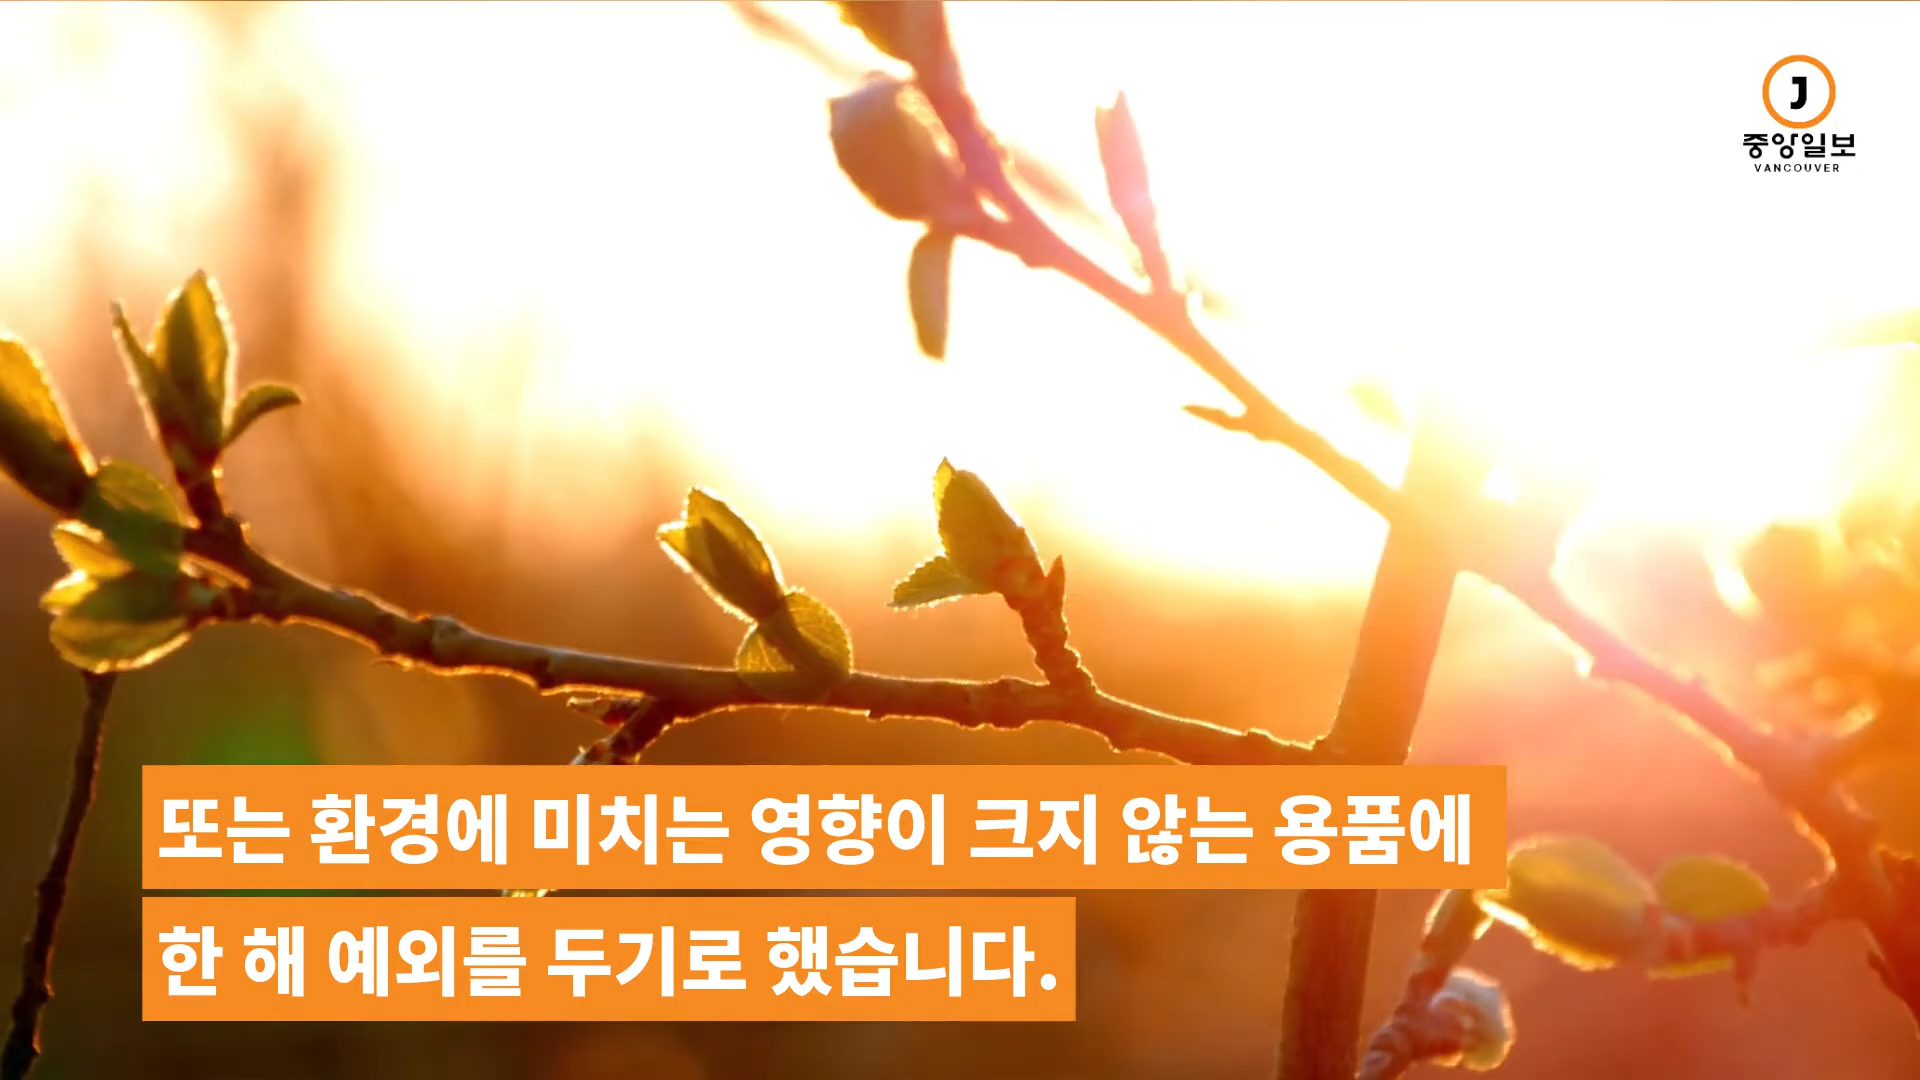 J
중앙일보
VANCOUVER
또는 환경에 미치는 영향이 크지 않는 용품에
한 해 예외를 두기로 했습니다.